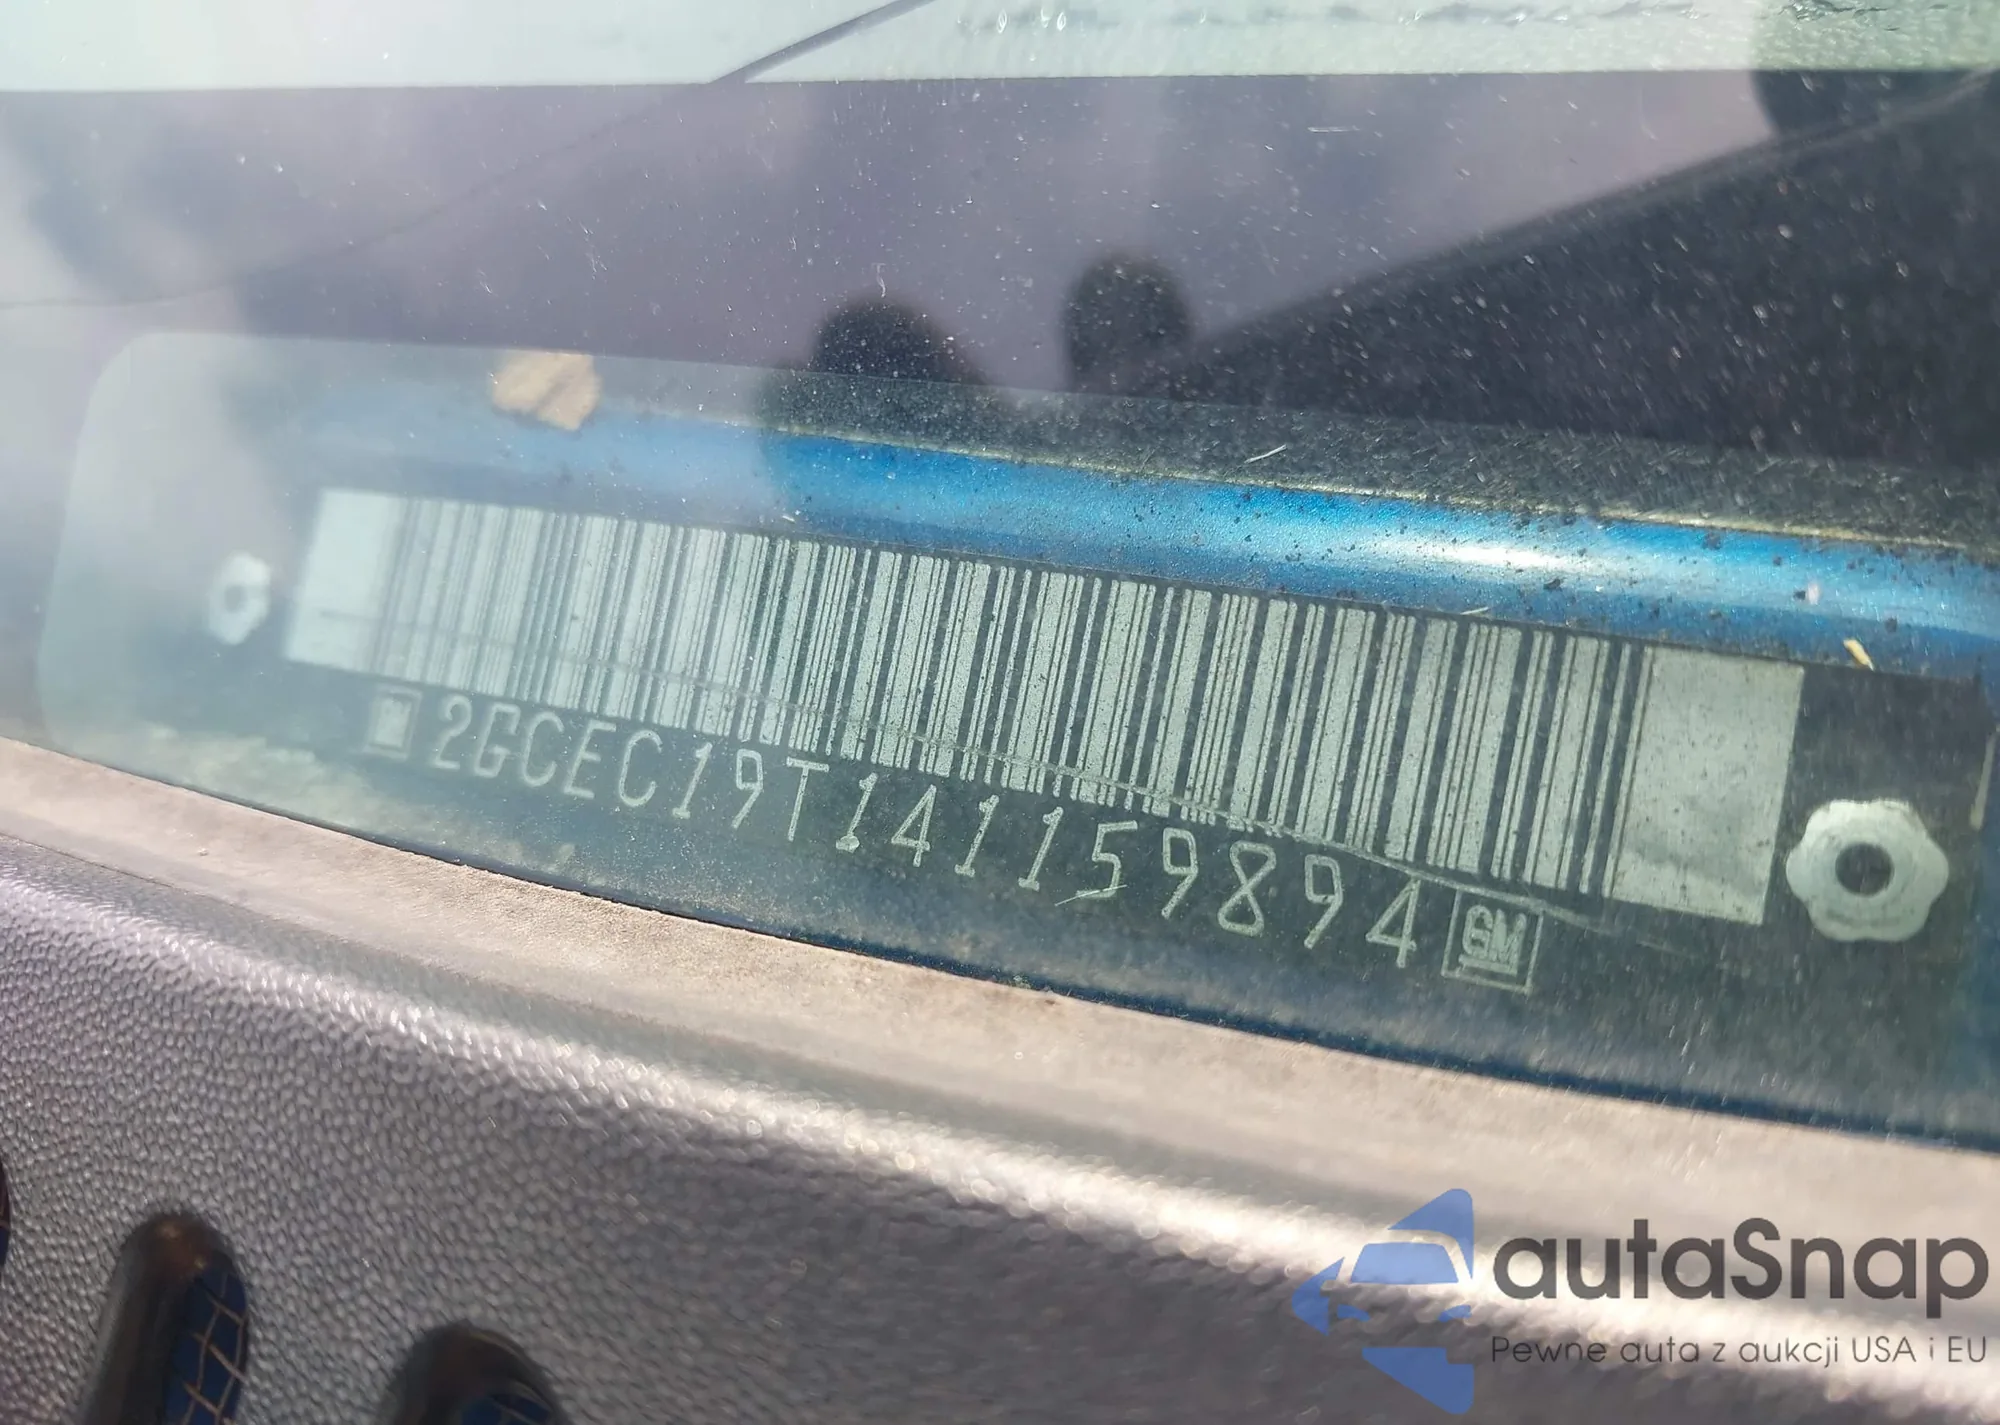 GM 2GCEC19T141159894 GM
autaSnap
Pewne auta z aukcji USA i EU